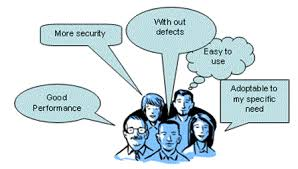 More security
With out
defects
Easy to
use
Good
Performance
Adoptable to
my specific
need